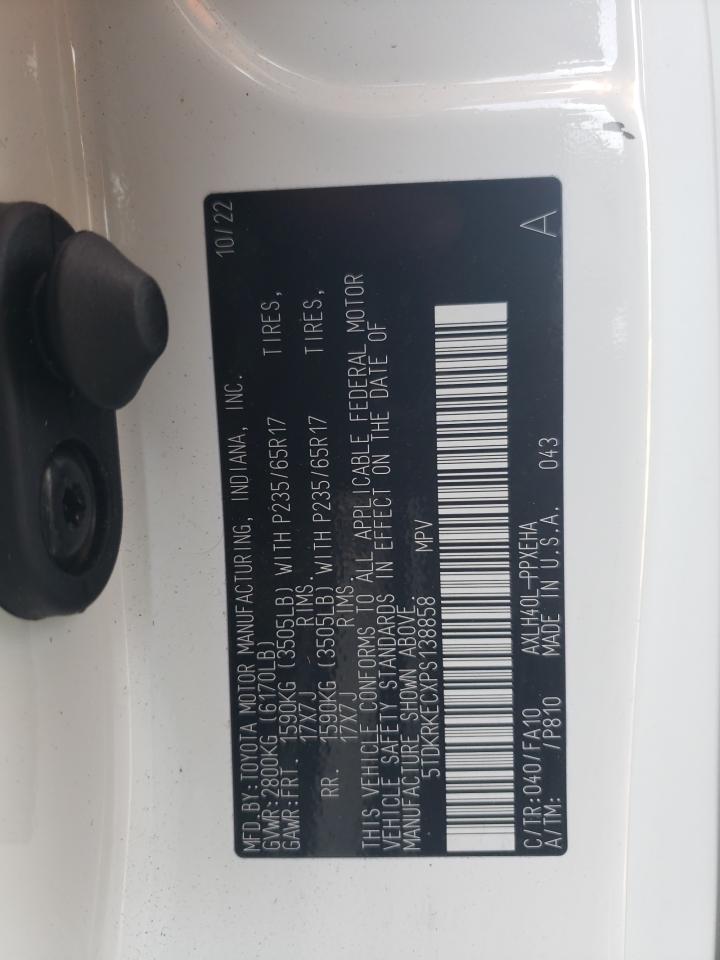 MFD.BY:TOYOTA MOTOR MANUFACTURING, INDIANA, INC. 10/22
GVWR:2800KG (6170LB)
GAWR:FRT. 1590KG (3505LB) WITH P235/65R17 TIRES,
17X7J RIMS.
RR. 1590KG (3505LB) WITH P235/65R17 TIRES,
17X7J RIMS.
THIS VEHICLE CONFORMS TO ALL APPLICABLE FEDERAL MOTOR
VEHICLE SAFETY STANDARDS IN EFFECT ON THE DATE OF
MANUFACTURE SHOWN ABOVE.
5TDKRKECXPS138858 MPV
C/TR:040/FA10 AXLH40L-PPXEHA
A/TM: /P810 MADE IN U.S.A. 043 A